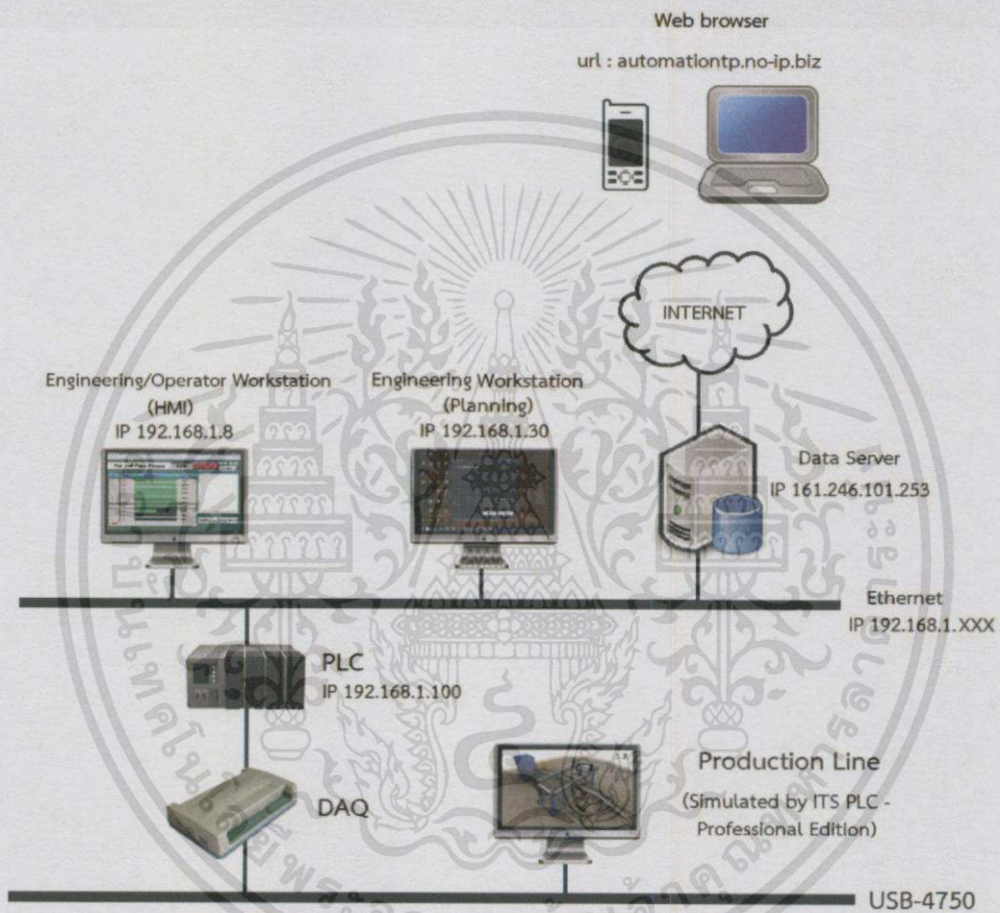 Web browser
url : automationtp.no-ip.biz
INTERNET
Engineering/Operator Workstation
(HMI)
IP 192.168.1.8
Engineering Workstation
(Planning)
IP 192.168.1.30
Data Server
IP 161.246.101.253
Ethernet
IP 192.168.1.XXX
PLC
IP 192.168.1.100
DAQ
Production Line
(Simulated by ITS PLC -
Professional Edition)
USB-4750